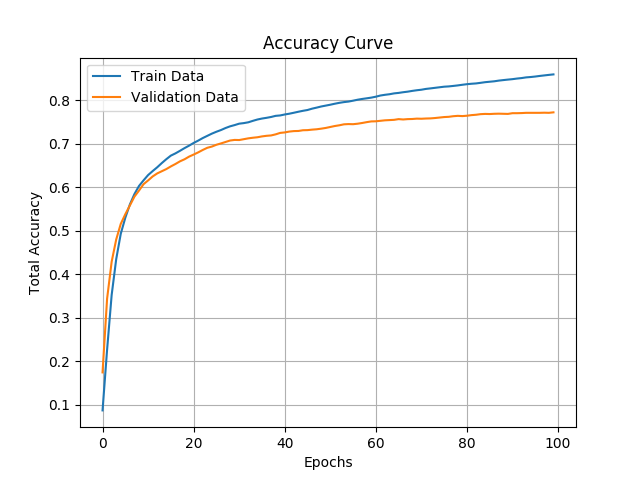 Accuracy Curve
Train Data
Validation Data
Total Accuracy
0.8
0.7
0.6
0.5
0.4
0.3
0.2
0.1
0 20 40 60 80 100
Epochs